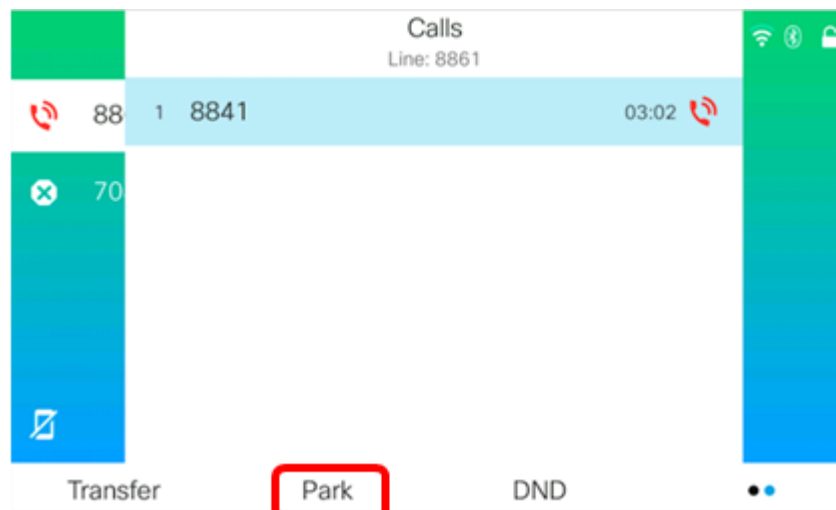 Calls
Line: 8861
88
1 8841 03:02
70
Transfer Park DND